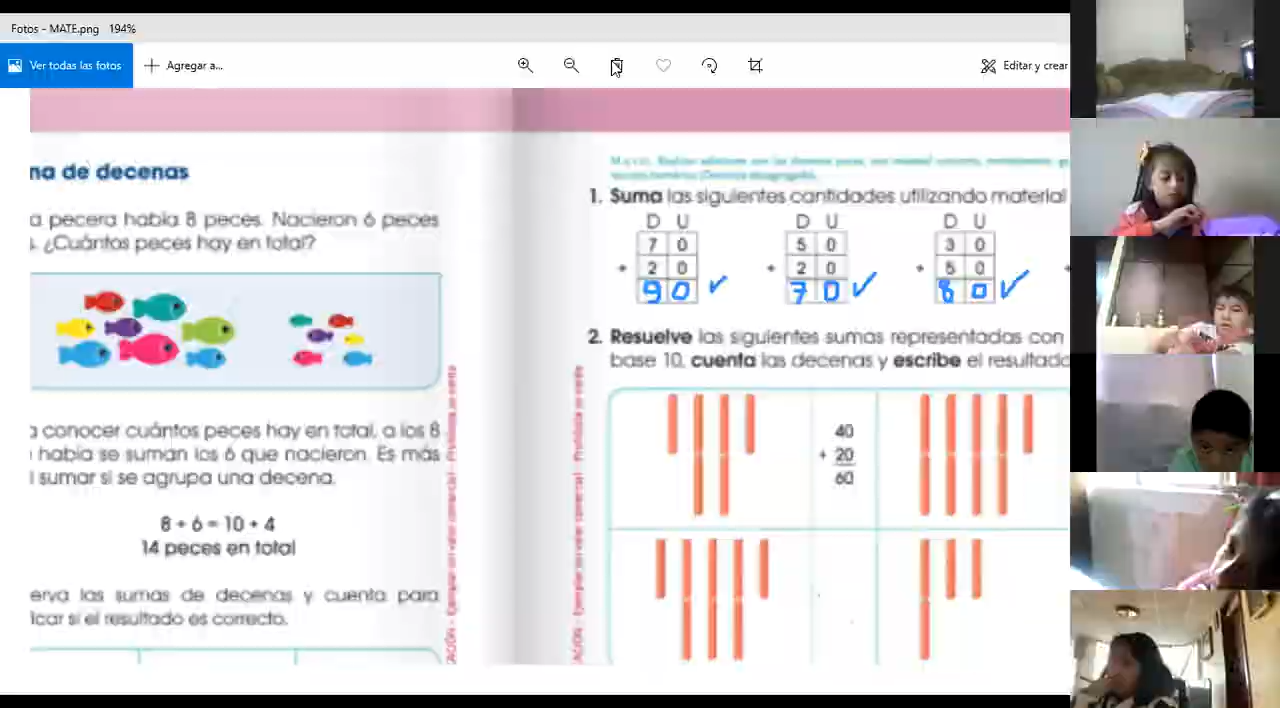 Fotos - MATE.png 194%
Ver todas las fotos
Agregar a...
Editar y crear
na de decenas
a pecera había 8 peces. Nacieron 6 peces
s. ¿Cuántos peces hay en total?
a conocer cuántos peces hay en total, a los 8
había se suman los 6 que nacieron. Es más
l sumar si se agrupa una decena.
8 + 6 = 10 + 4
14 peces en total
erva las sumas de decenas y cuenta para
ficar si el resultado es correcto.
1. Suma las siguientes cantidades utilizando material
D U
7 0
+ 2 0
9 0 ✓
D U
5 0
+ 2 0
7 0 ✓
D U
3 0
+ 5 0
8 0 ✓
+
2. Resuelve las siguientes sumas representadas con
base 10, cuenta las decenas y escribe el resultado
40
+ 20
60